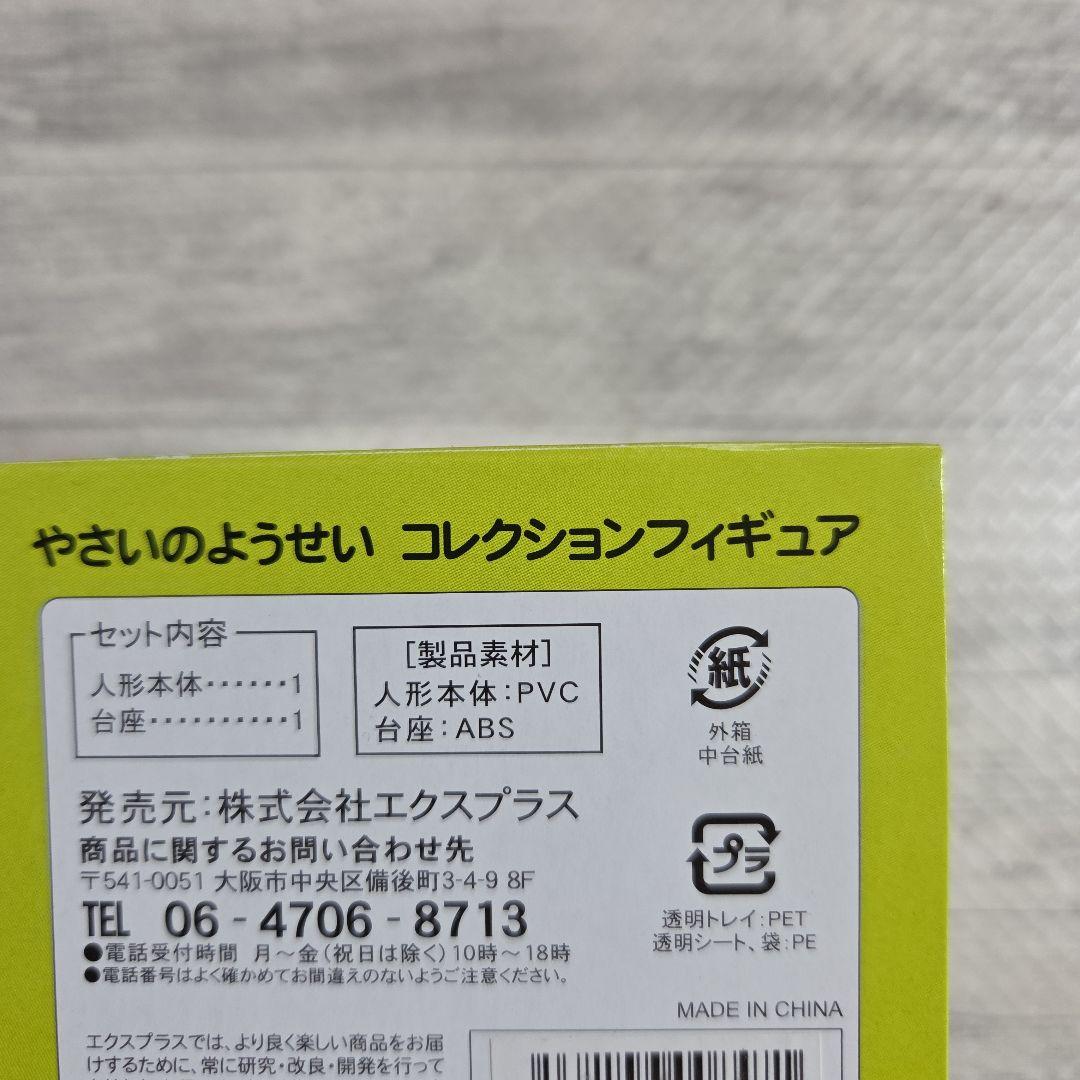 やさいのようせい コレクションフィギュア
セット内容
人形本体‥‥‥1
台座‥‥‥‥‥1
[製品素材]
人形本体:PVC
台座:ABS
紙
外箱
中台紙
発売元:株式会社エクスプラス
商品に関するお問い合わせ先
〒541-0051 大阪市中央区備後町3-4-9 8F
TEL 06-4706-8713
●電話受付時間 月～金(祝日は除く)10時～18時
●電話番号はよく確かめてお間違えのないようご注意ください。
プラ
透明トレイ:PET
透明シート、袋:PE
MADE IN CHINA
エクスプラスでは、より良く楽しい商品をお届
けするために、常に研究・改良・開発を行って